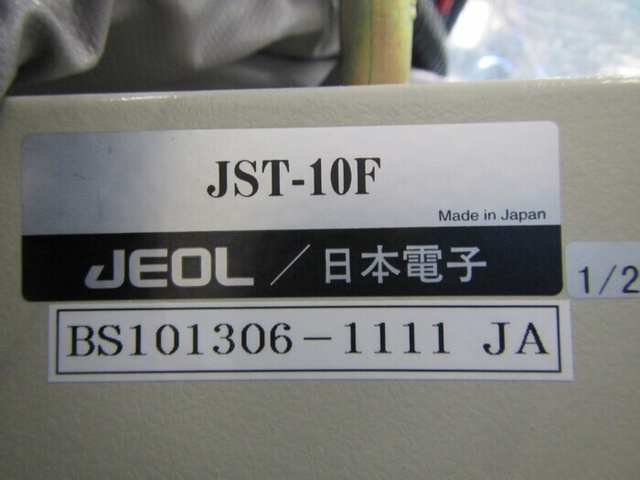 JST-10F
Made in Japan
JEOL / 日本電子
1/2
BS101306-1111 JA